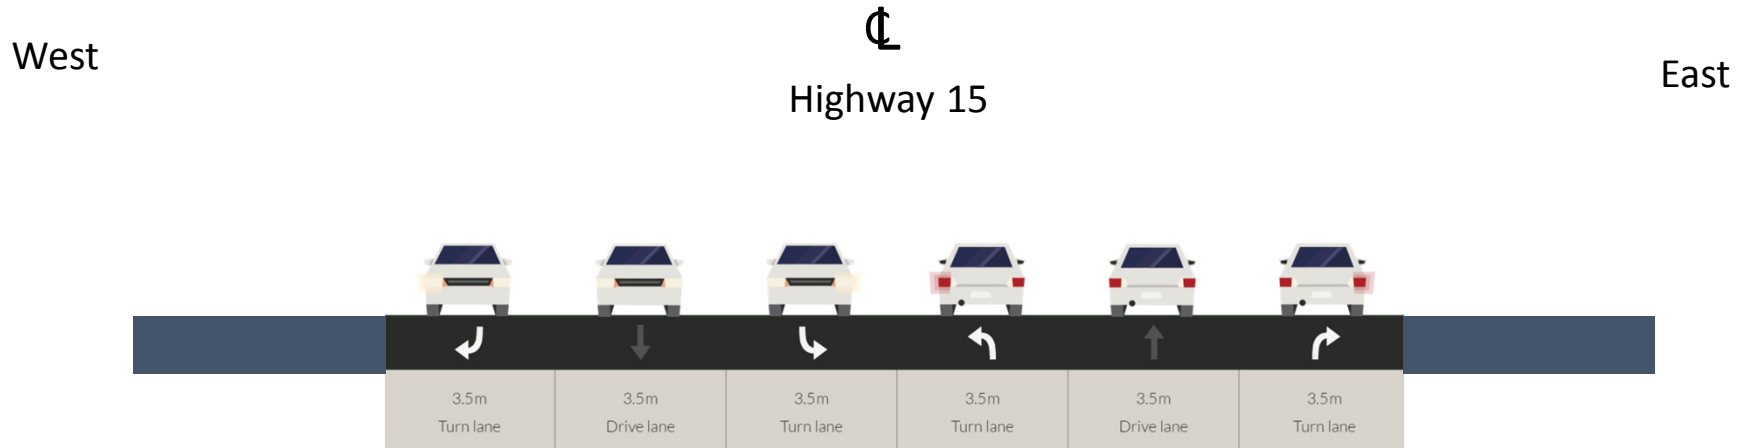 ℄
West
East
Highway 15
3.5m 3.5m 3.5m 3.5m 3.5m 3.5m
Turn lane Drive lane Turn lane Turn lane Drive lane Turn lane